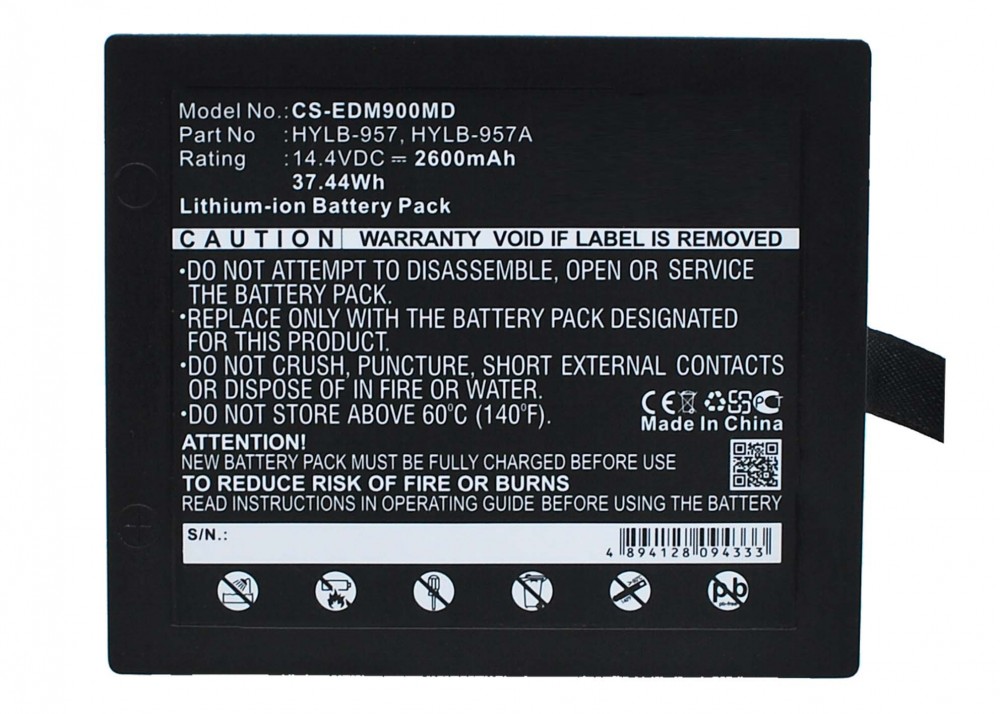 Model No.:CS-EDM900MD
Part No :HYLB-957, HYLB-957A
Rating :14.4VDC ⎓ 2600mAh
37.44Wh
Lithium-ion Battery Pack
CAUTION WARRANTY VOID IF LABEL IS REMOVED
•DO NOT ATTEMPT TO DISASSEMBLE, OPEN OR SERVICE
THE BATTERY PACK.
•REPLACE ONLY WITH THE BATTERY PACK DESIGNATED
FOR THIS PRODUCT.
•DO NOT CRUSH, PUNCTURE, SHORT EXTERNAL CONTACTS
OR DISPOSE OF IN FIRE OR WATER.
•DO NOT STORE ABOVE 60°C (140°F).
CE
Made In China
ATTENTION!
NEW BATTERY PACK MUST BE FULLY CHARGING BEFORE USE
TO REDUCE RISK OF FIRE OR BURNS
READ INSTRUCTIONS IN OPERATING GUIDE BEFORE USING THE BATTERY
S/N.:
4 894128 094333
pb